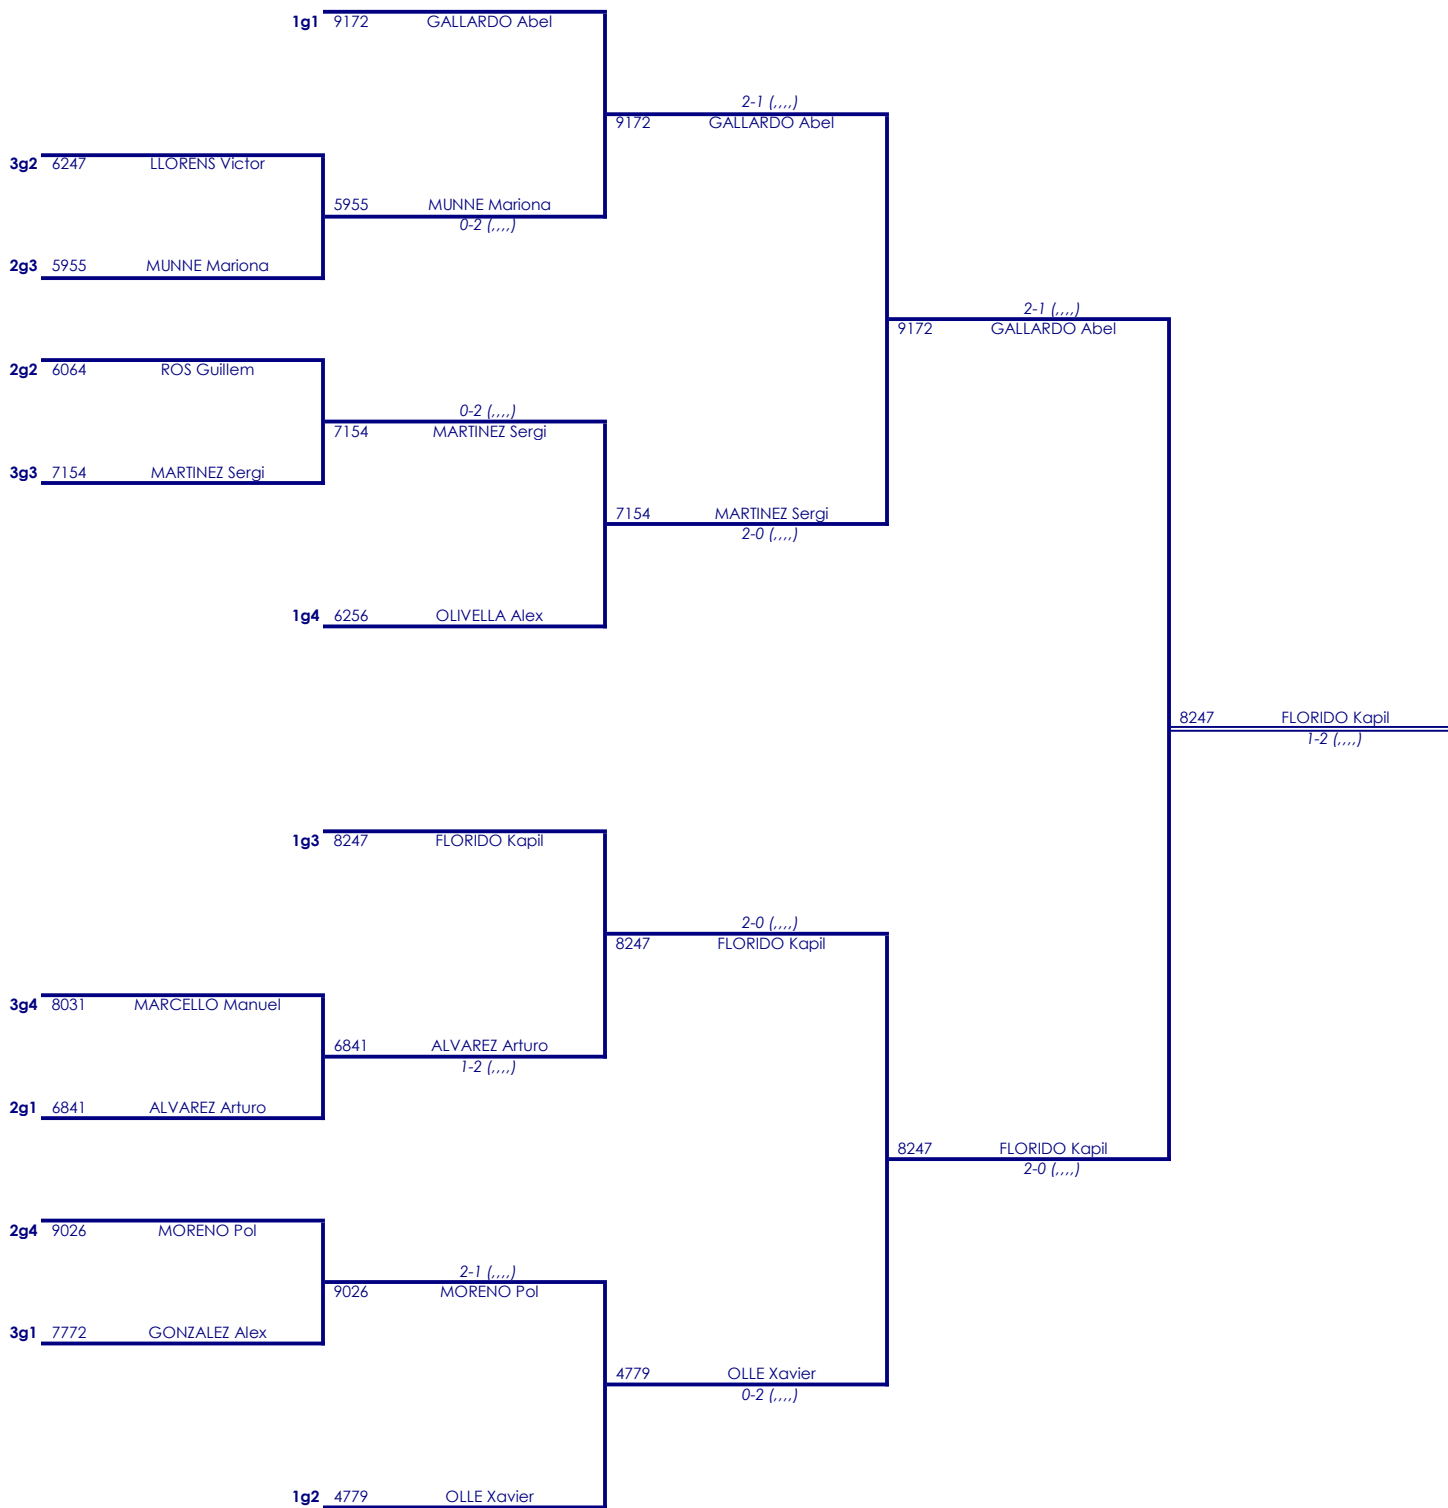 1g1 9172 GALLARDO Abel
2-1 (,,,,)
9172 GALLARDO Abel
3g2 6247 LLORENS Victor
5955 MUNNE Mariona
0-2 (,,,,)
2g3 5955 MUNNE Mariona
2-1 (,,,,)
9172 GALLARDO Abel
2g2 6064 ROS Guillem
0-2 (,,,,)
7154 MARTINEZ Sergi
3g3 7154 MARTINEZ Sergi
7154 MARTINEZ Sergi
2-0 (,,,,)
1g4 6256 OLIVELLA Alex
8247 FLORIDO Kapil
1-2 (,,,,)
1g3 8247 FLORIDO Kapil
2-0 (,,,,)
8247 FLORIDO Kapil
3g4 8031 MARCELLO Manuel
6841 ALVAREZ Arturo
1-2 (,,,,)
2g1 6841 ALVAREZ Arturo
8247 FLORIDO Kapil
2-0 (,,,,)
2g4 9026 MORENO Pol
2-1 (,,,,)
9026 MORENO Pol
3g1 7772 GONZALEZ Alex
4779 OLLE Xavier
0-2 (,,,,)
1g2 4779 OLLE Xavier